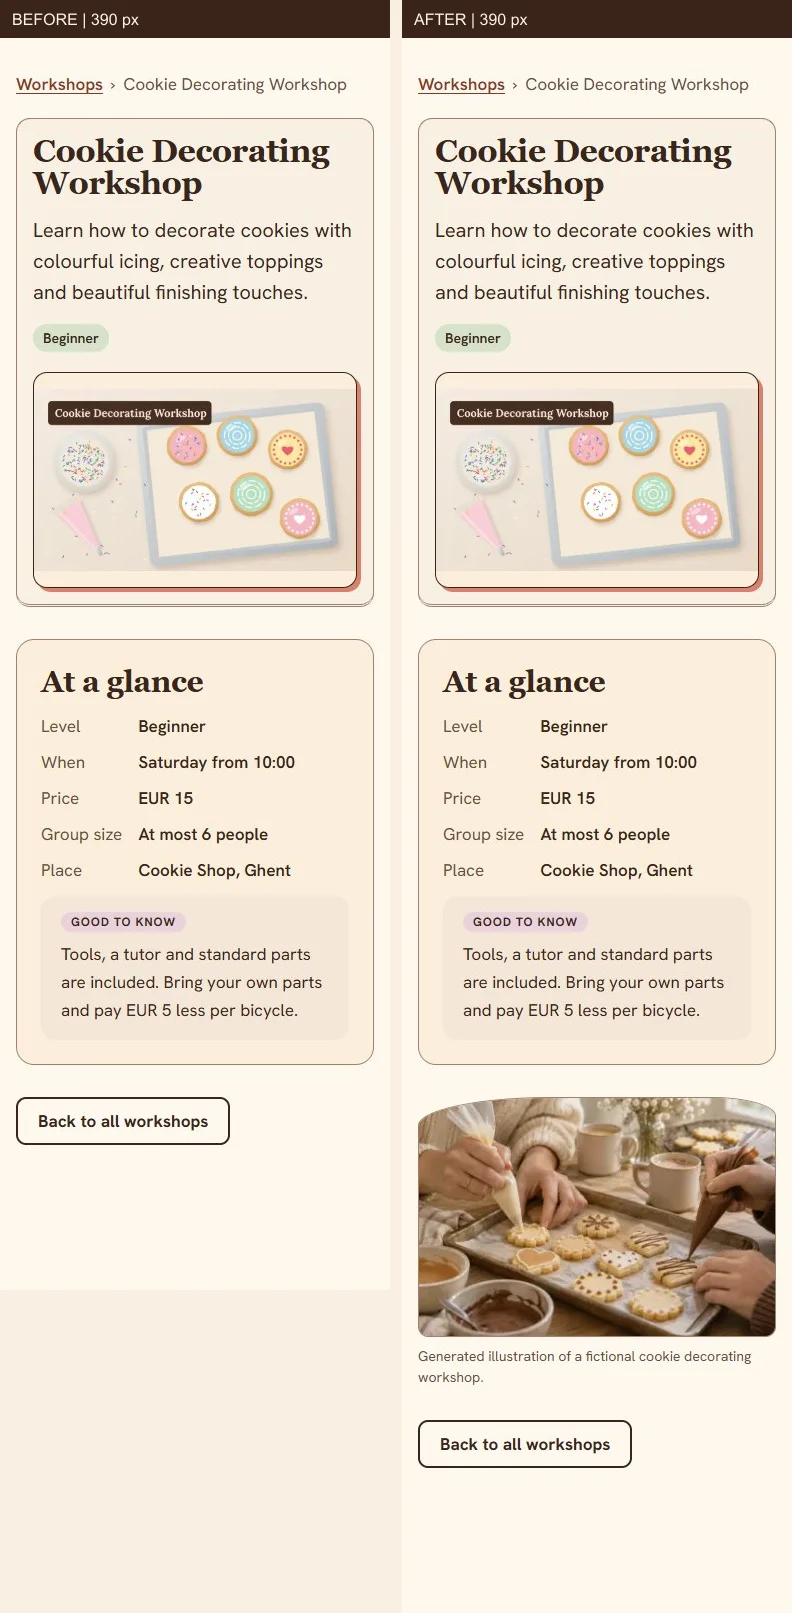 BEFORE | 390 px
Workshops › Cookie Decorating Workshop
Cookie Decorating
Workshop
Learn how to decorate cookies with
colourful icing, creative toppings
and beautiful finishing touches.
Beginner
Cookie Decorating Workshop
At a glance
Level Beginner
When Saturday from 10:00
Price EUR 15
Group size At most 6 people
Place Cookie Shop, Ghent
GOOD TO KNOW
Tools, a tutor and standard parts
are included. Bring your own parts
and pay EUR 5 less per bicycle.
Back to all workshops
AFTER | 390 px
Workshops › Cookie Decorating Workshop
Cookie Decorating
Workshop
Learn how to decorate cookies with
colourful icing, creative toppings
and beautiful finishing touches.
Beginner
Cookie Decorating Workshop
At a glance
Level Beginner
When Saturday from 10:00
Price EUR 15
Group size At most 6 people
Place Cookie Shop, Ghent
GOOD TO KNOW
Tools, a tutor and standard parts
are included. Bring your own parts
and pay EUR 5 less per bicycle.
Generated illustration of a fictional cookie decorating
workshop.
Back to all workshops